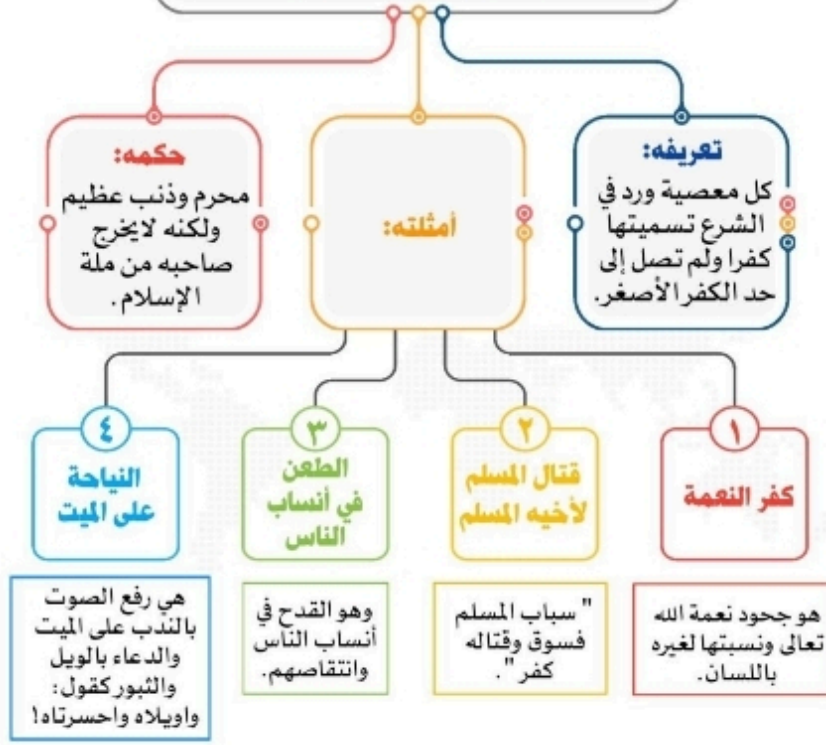 تعريفه:
كل معصية ورد في
الشرع تسميتها
كفرا ولم تصل إلى
حد الكفر الأصغر.
أمثلته:
حكمه:
محرم وذنب عظيم
ولكنه لايخرج
صاحبه من ملة
الإسلام.
١
كفر النعمة
هو جحود نعمة الله
تعالى ونسبتها لغيره
باللسان.
٢
قتال المسلم
لأخيه المسلم
"سباب المسلم
فسوق وقتاله
كفر".
٣
الطعن
في أنساب
الناس
وهو القدح في
أنساب الناس
وانتقاصهم.
٤
النياحة
على الميت
هي رفع الصوت
بالندب على الميت
والدعاء بالويل
والثبور كقول:
واويلاه واحسرتاه!